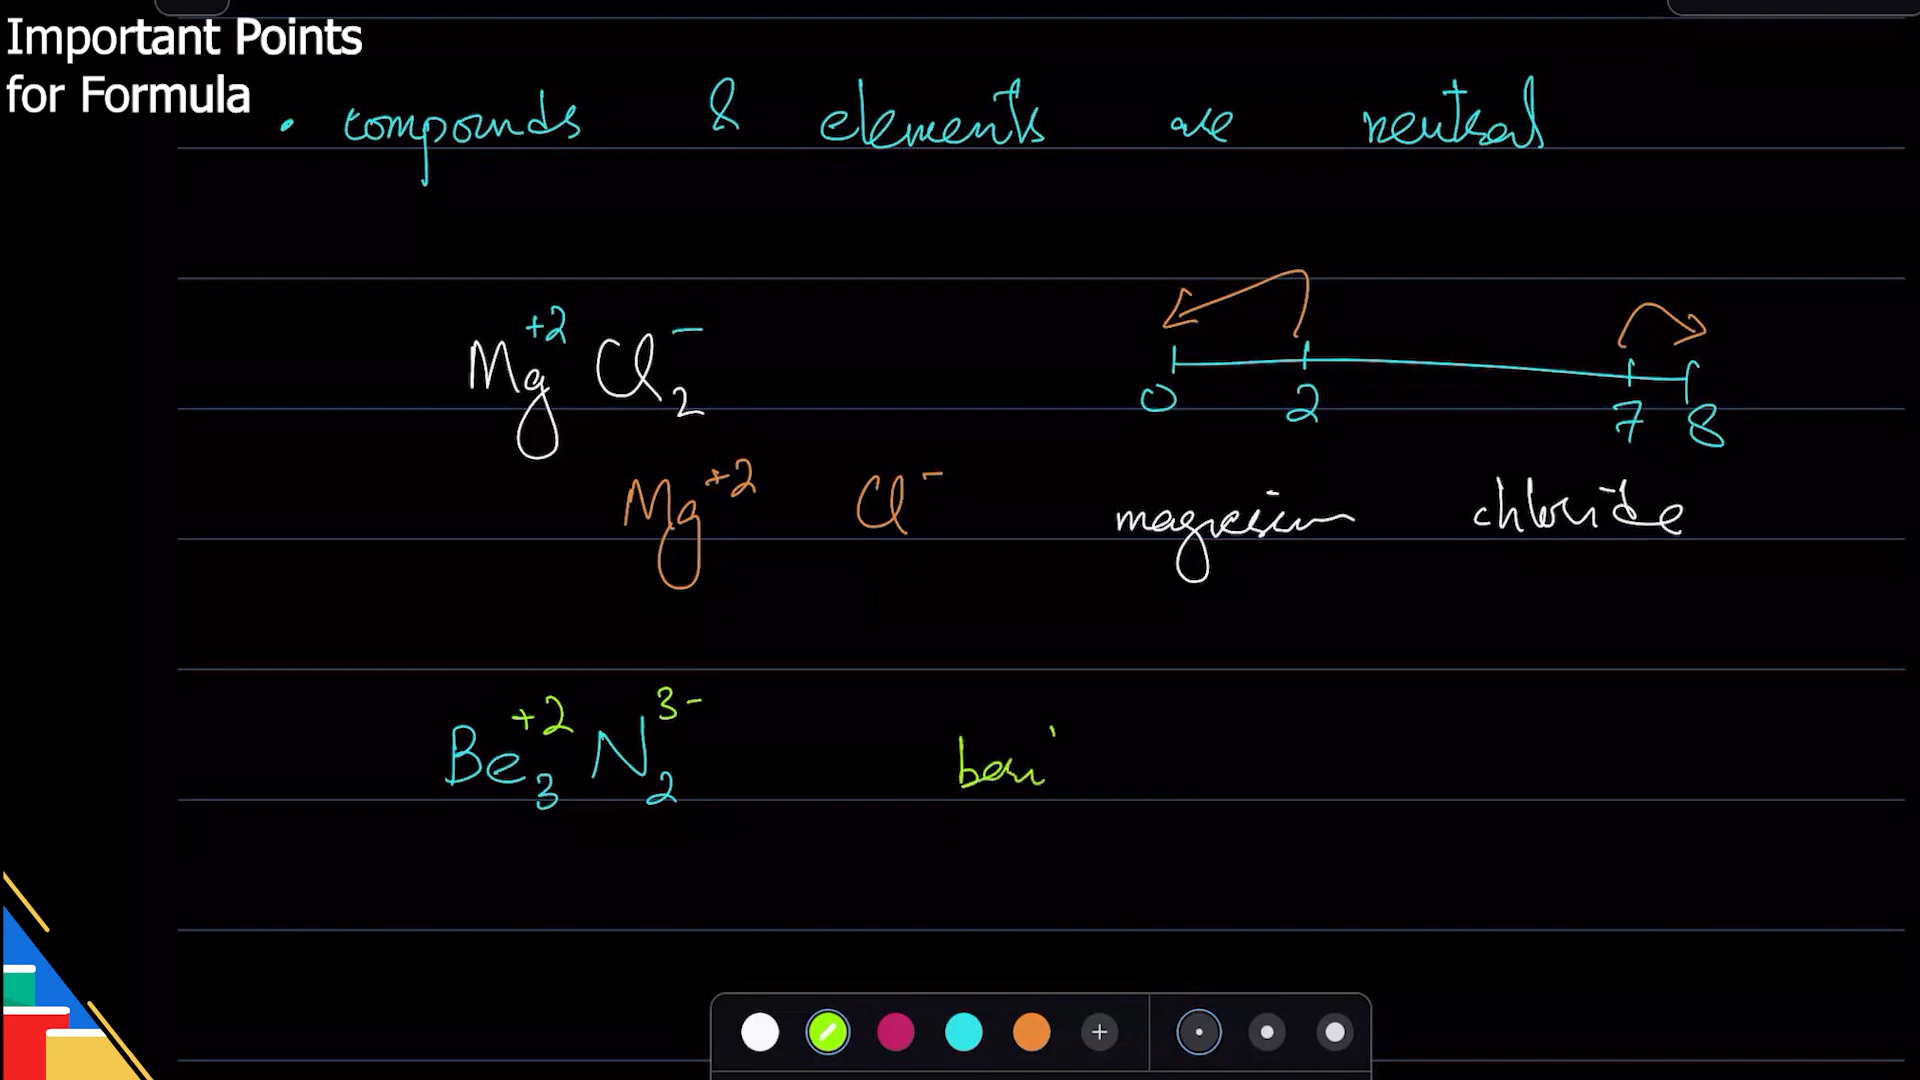 Important Points
for Formula
• compounds & elements are neutral
Mg⁺² Cl₂⁻
0 2 7 8
Mg⁺² Cl⁻ magnesium chloride
Be₃⁺² N₂³⁻